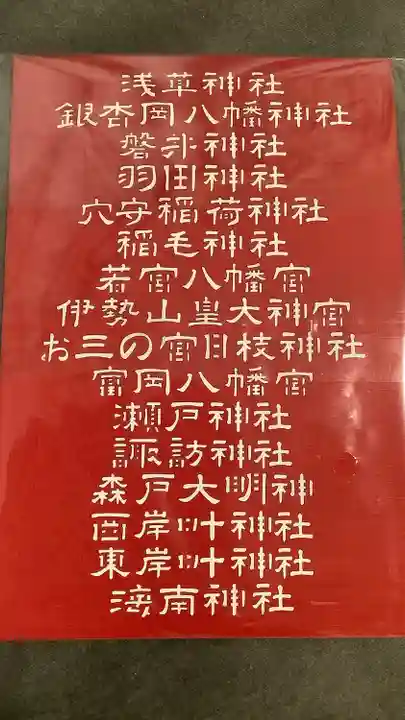 浅草神社
銀杏岡八幡神社
磐井神社
羽田神社
穴守稲荷神社
稲毛神社
若宮八幡宮
伊勢山皇大神宮
お三の宮日枝神社
富岡八幡宮
瀬戸神社
諏訪神社
森戸大明神
西岸叶神社
東岸叶神社
海南神社